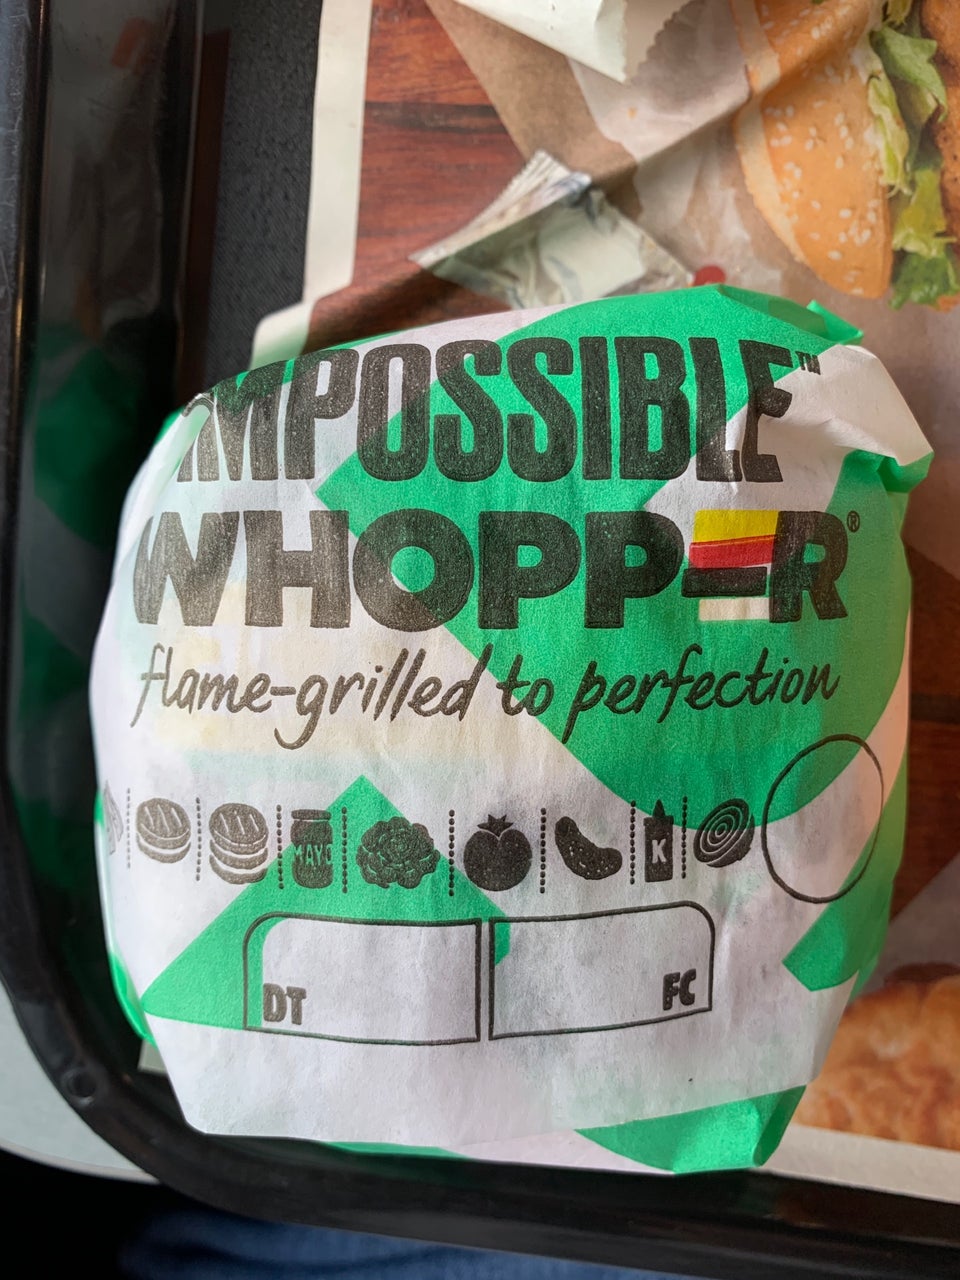 IMPOSSIBLE™
WHOPPER®
flame-grilled to perfection
MAYO
K
DT
FC